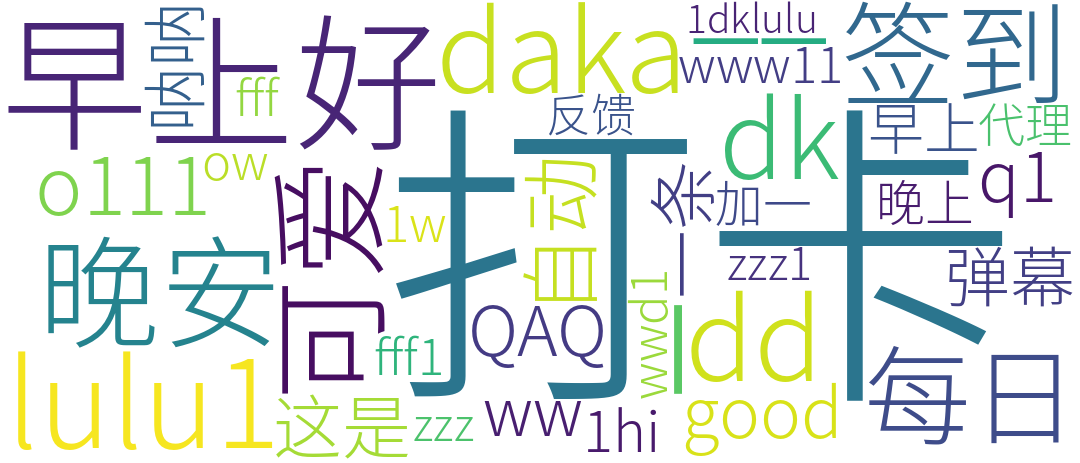 早上好
呐呐
fff
daka
1dklulu
www11
签到
反馈
dk
早上
代理
o111
ow
可爱
1w
打卡
自动
一条
加一
晚上
q1
晚安
QAQ
wwwd1
zzz1
弹幕
lulu1
fff1
dd
每日
这是
zzz
ww
1hi
good